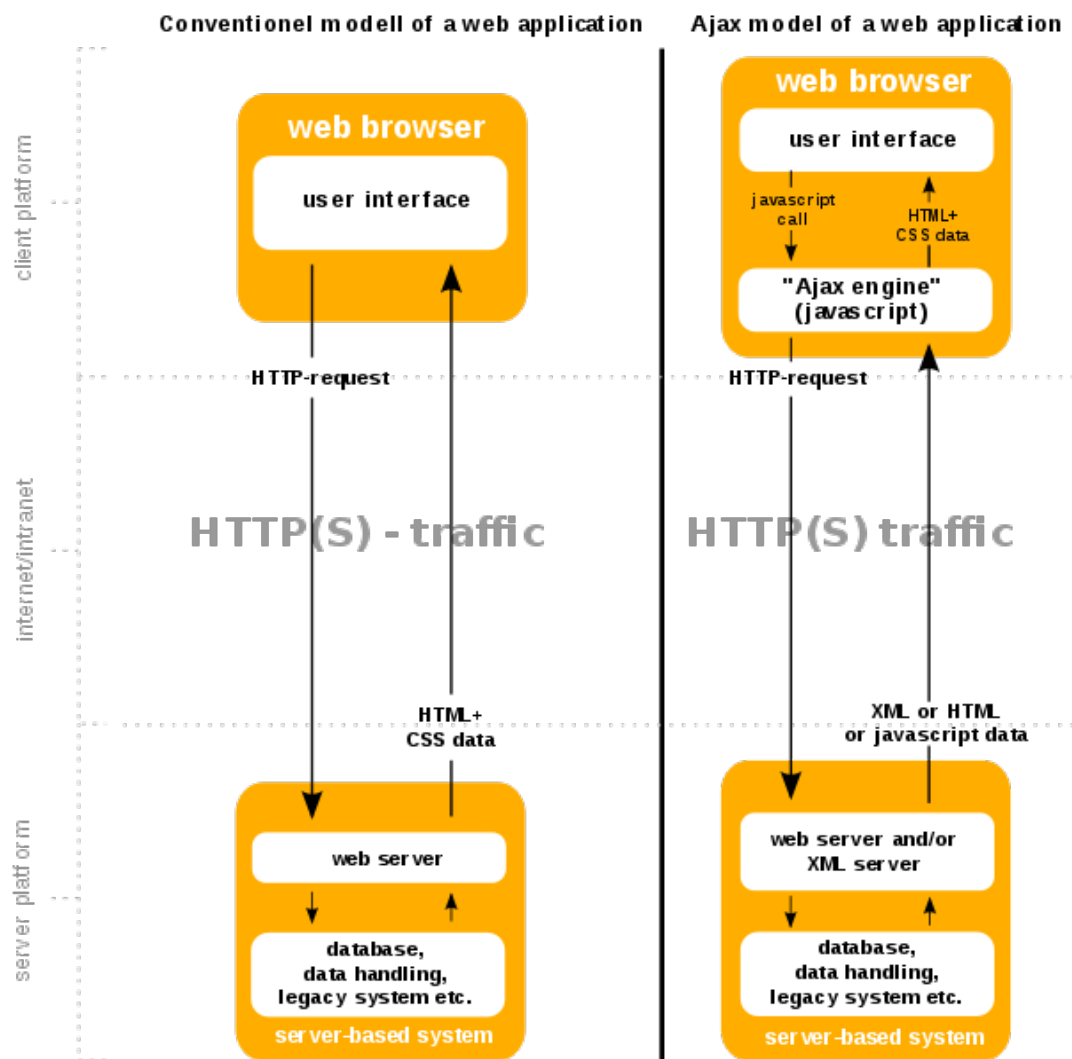 Conventionel modell of a web application
web browser
user interface
HTTP-request
HTTP(S) - traffic
HTML+
CSS data
web server
database,
data handling,
legacy system etc.
server-based system
Ajax model of a web application
web browser
user interface
javascript
call
HTML+
CSS data
"Ajax engine"
(javascript)
HTTP-request
HTTP(S) traffic
XML or HTML
or javascript data
web server and/or
XML server
database,
data handling,
legacy system etc.
server-based system
client platform
internet/intranet
server platform